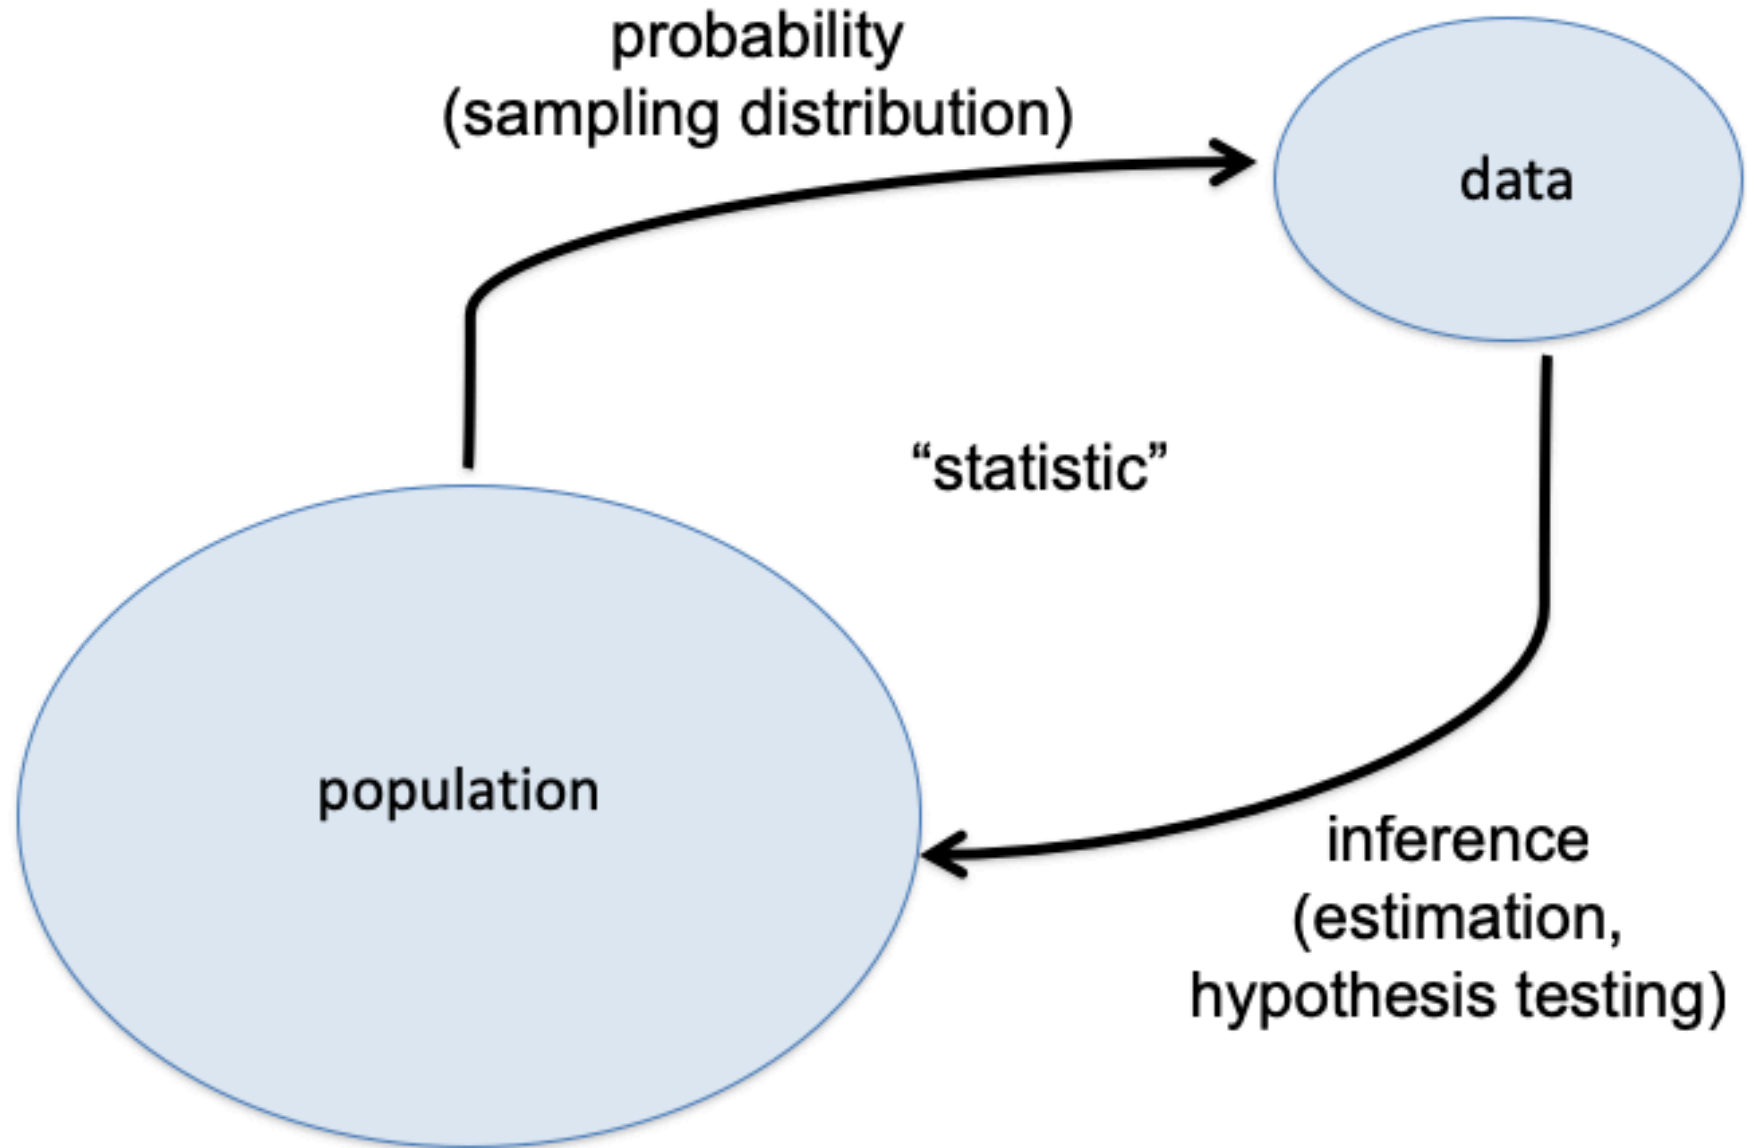 probability
(sampling distribution)
data
“statistic”
population
inference
(estimation,
hypothesis testing)